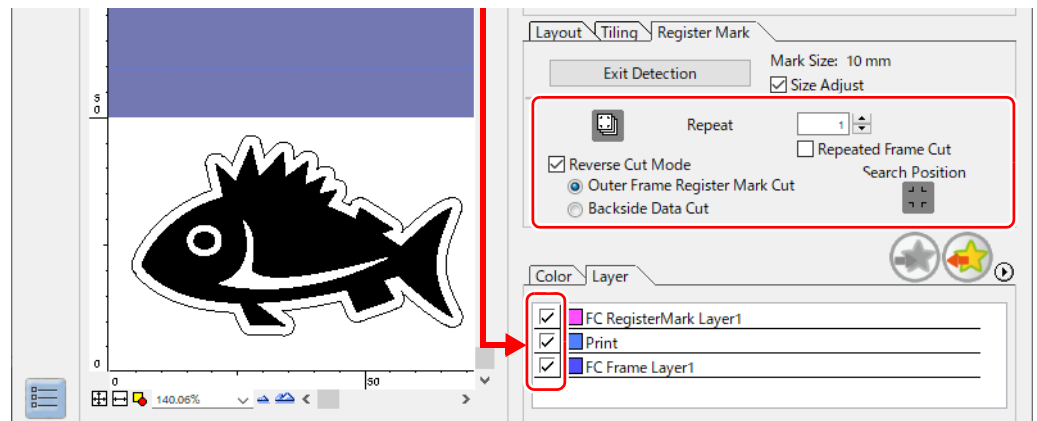 Layout Tiling Register Mark
Exit Detection
Mark Size: 10 mm
Size Adjust
Repeat 1
Repeated Frame Cut
Reverse Cut Mode
Search Position
Outer Frame Register Mark Cut
Backside Data Cut
Color Layer
FC RegisterMark Layer1
Print
FC Frame Layer1
50
0
0
50
140.06%